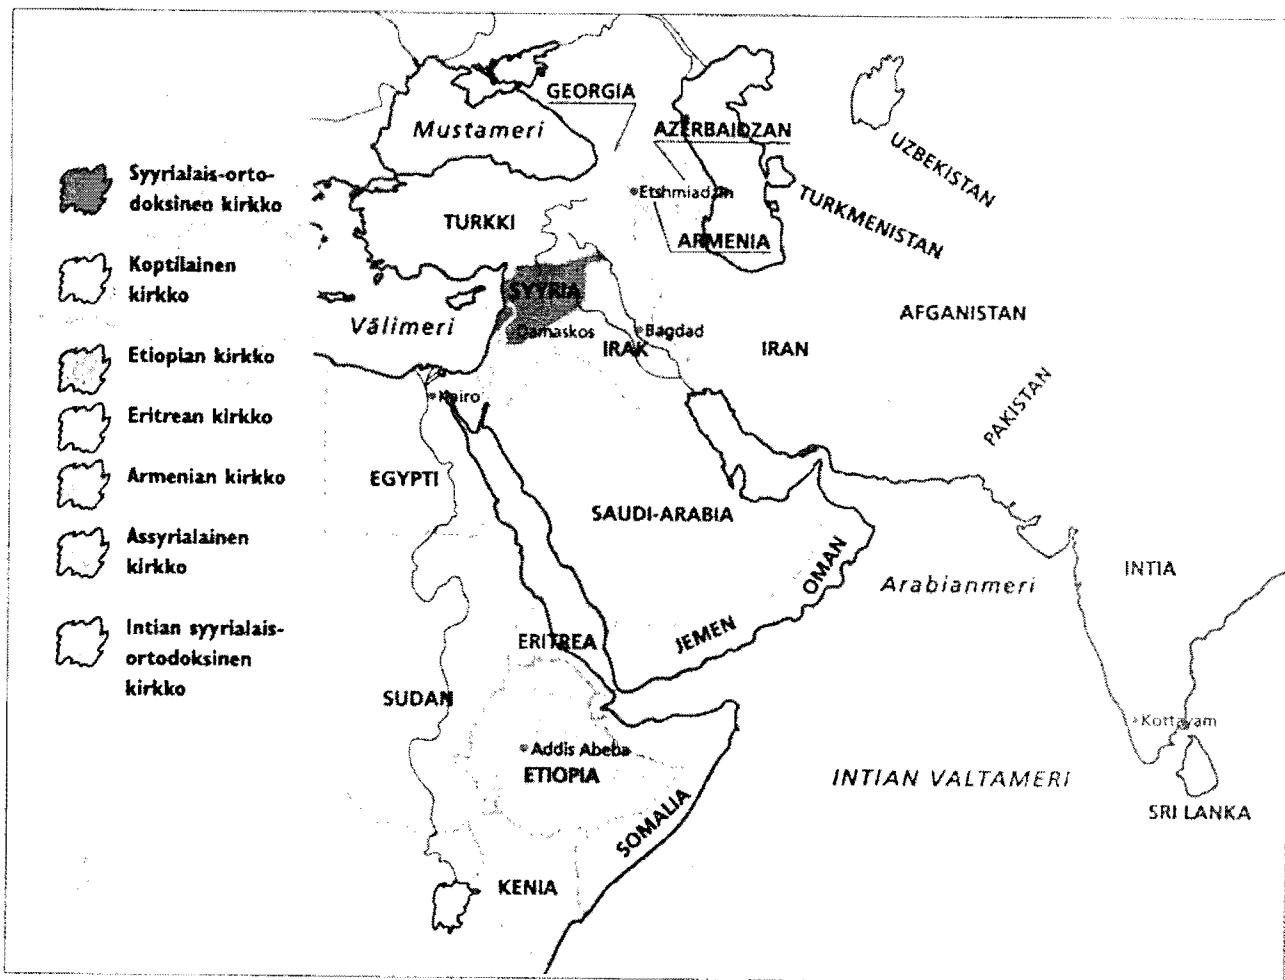 Syyrialais-orto-
doksinen kirkko
Koptilainen
kirkko
Etiopian kirkko
Eritrean kirkko
Armenian kirkko
Assyrialainen
kirkko
Intian syyrialais-
ortodoksinen
kirkko
GEORGIA
Mustameri
AZERBAIDZAN
UZBEKISTAN
Etshmiadzin
TURKMENISTAN
TURKKI
ARMENIA
SYYRIA
AFGANISTAN
Välimeri
Damaskos
Bagdad
IRAK
IRAN
Kairo
PAKISTAN
EGYPTI
SAUDI-ARABIA
OMAN
Arabianmeri
INTIA
ERITREA
JEMEN
SUDAN
Kottayam
Addis Abeba
ETIOPIA
INTIAN VALTAMERI
SOMALIA
SRI LANKA
KENIA